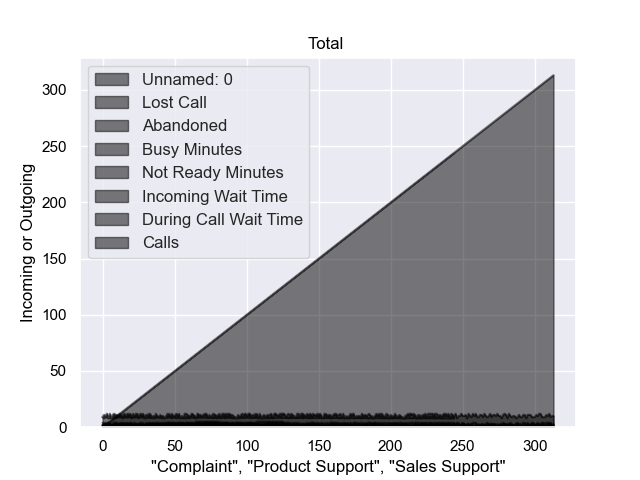 Total
Incoming or Outgoing
300
250
200
150
100
50
0
Unnamed: 0
Lost Call
Abandoned
Busy Minutes
Not Ready Minutes
Incoming Wait Time
During Call Wait Time
Calls
0 50 100 150 200 250 300
"Complaint", "Product Support", "Sales Support"